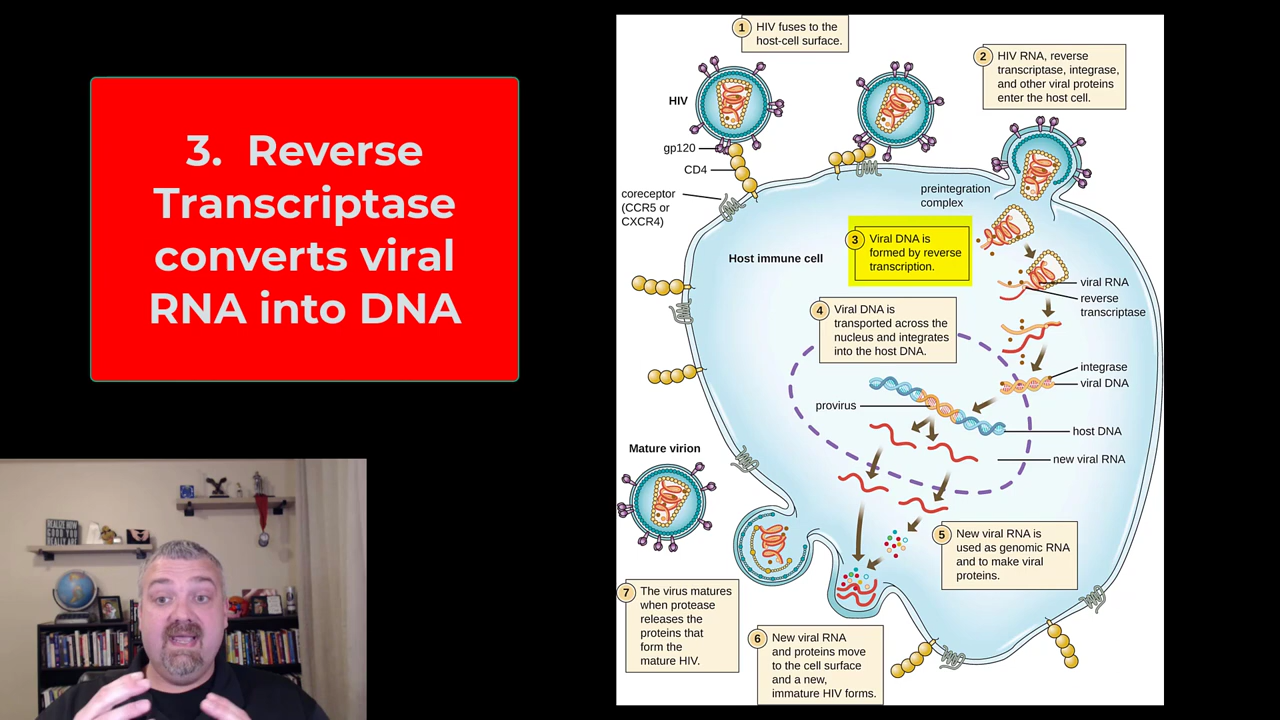 3. Reverse
Transcriptase
converts viral
RNA into DNA
1 HIV fuses to the
host-cell surface.
2 HIV RNA, reverse
transcriptase, integrase,
and other viral proteins
enter the host cell.
HIV
gp120
CD4
coreceptor
(CCR5 or
CXCR4)
preintegration
complex
3 Viral DNA is
formed by reverse
transcription.
Host immune cell
viral RNA
reverse
transcriptase
4 Viral DNA is
transported across the
nucleus and integrates
into the host DNA.
integrase
viral DNA
provirus
host DNA
new viral RNA
Mature virion
5 New viral RNA is
used as genomic RNA
and to make viral
proteins.
7 The virus matures
when protease
releases the
proteins that
form the
mature HIV.
6 New viral RNA
and proteins move
to the cell surface
and a new,
immature HIV forms.
REALIZE HOW
GOOD YOU